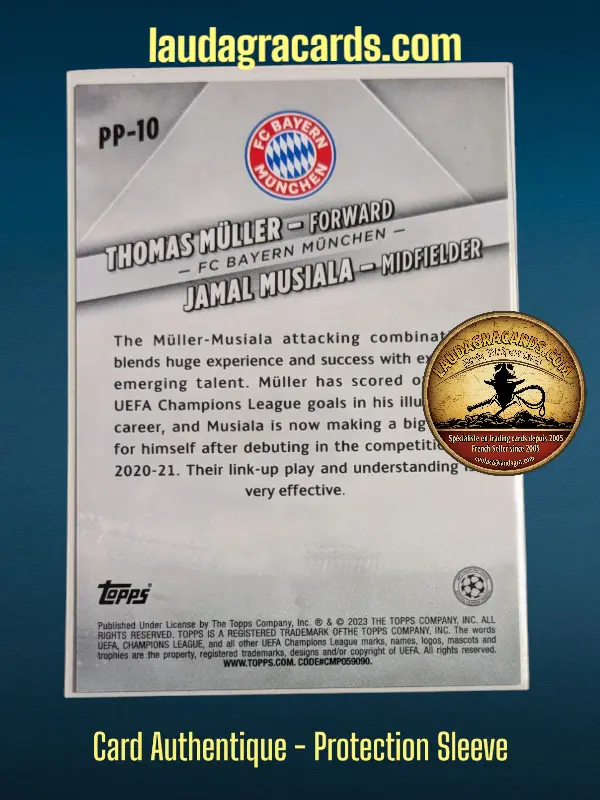 laudagracards.com
PP-10
FC BAYERN
MÜNCHEN
THOMAS MÜLLER – FORWARD
– FC BAYERN MÜNCHEN –
JAMAL MUSIALA – MIDFIELDER
The Müller-Musiala attacking
blends huge experience and success with
emerging talent. Müller has scored
UEFA Champions League goals in his
career, and Musiala is now making a big
for himself after debuting in the
2020-21. Their link-up play and understanding
very effective.
LAUDAGRACARDS.COM
Spécialiste en trading cards depuis 2005
French Seller since 2005
Topps
Published Under License by The Topps Company, Inc. ® & © 2023 THE TOPPS COMPANY, INC. ALL
RIGHTS RESERVED. TOPPS IS A REGISTERED TRADEMARK OFTHE TOPPS COMPANY, INC. The words
UEFA, CHAMPIONS LEAGUE, and all other UEFA Champions League marks, names, logos, mascots and
trophies are the property, registered trademarks, designs and/or copyright of UEFA. All rights reserved.
WWW.TOPPS.COM. CODE#CMP059090.
Card Authentique - Protection Sleeve